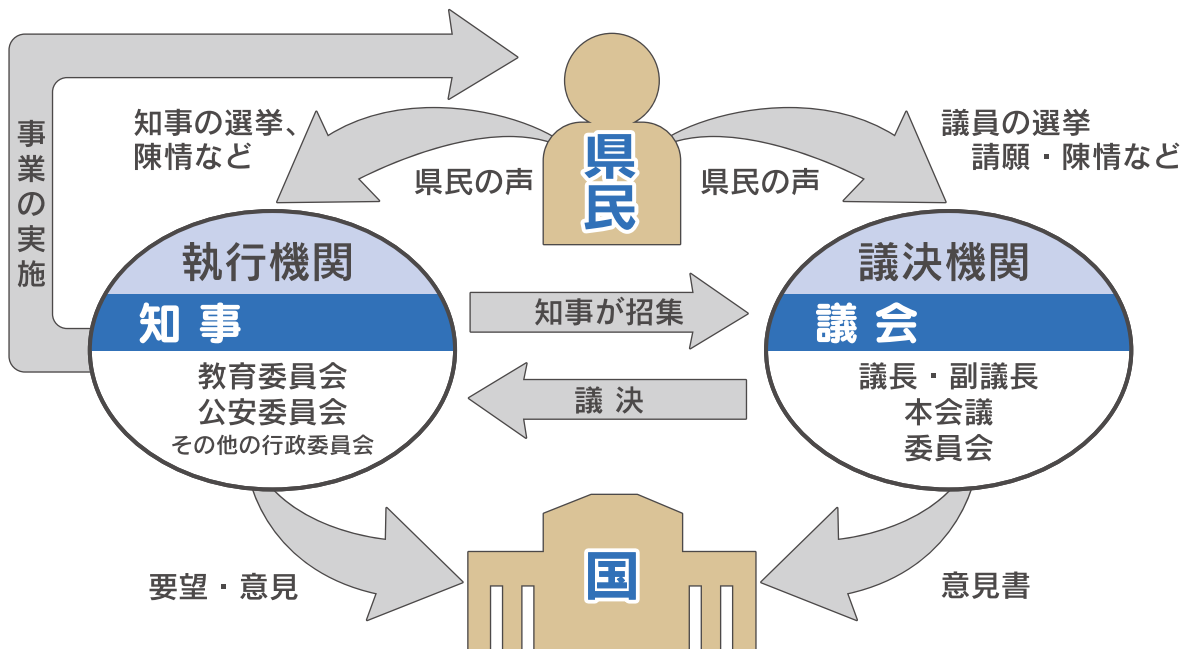 県民
知事の選挙、
陳情など
県民の声
県民の声
議員の選挙
請願・陳情など
事業の実施
執行機関
知事
教育委員会
公安委員会
その他の行政委員会
知事が招集
議決
議決機関
議会
議長・副議長
本会議
委員会
要望・意見
国
意見書